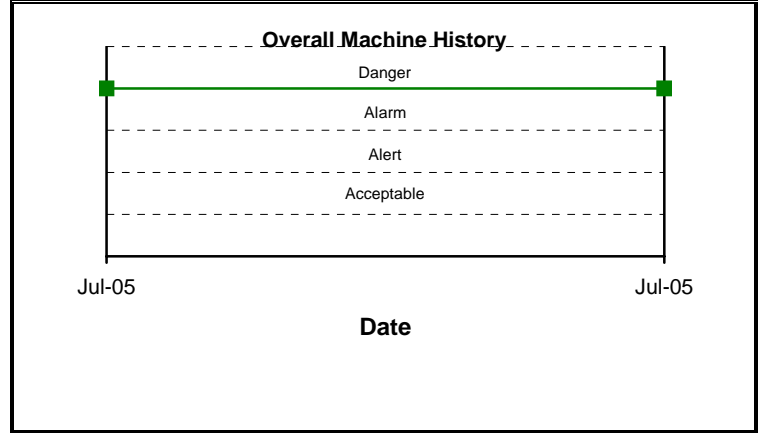 Overall Machine History
Danger
Alarm
Alert
Acceptable
Jul-05 Jul-05
Date